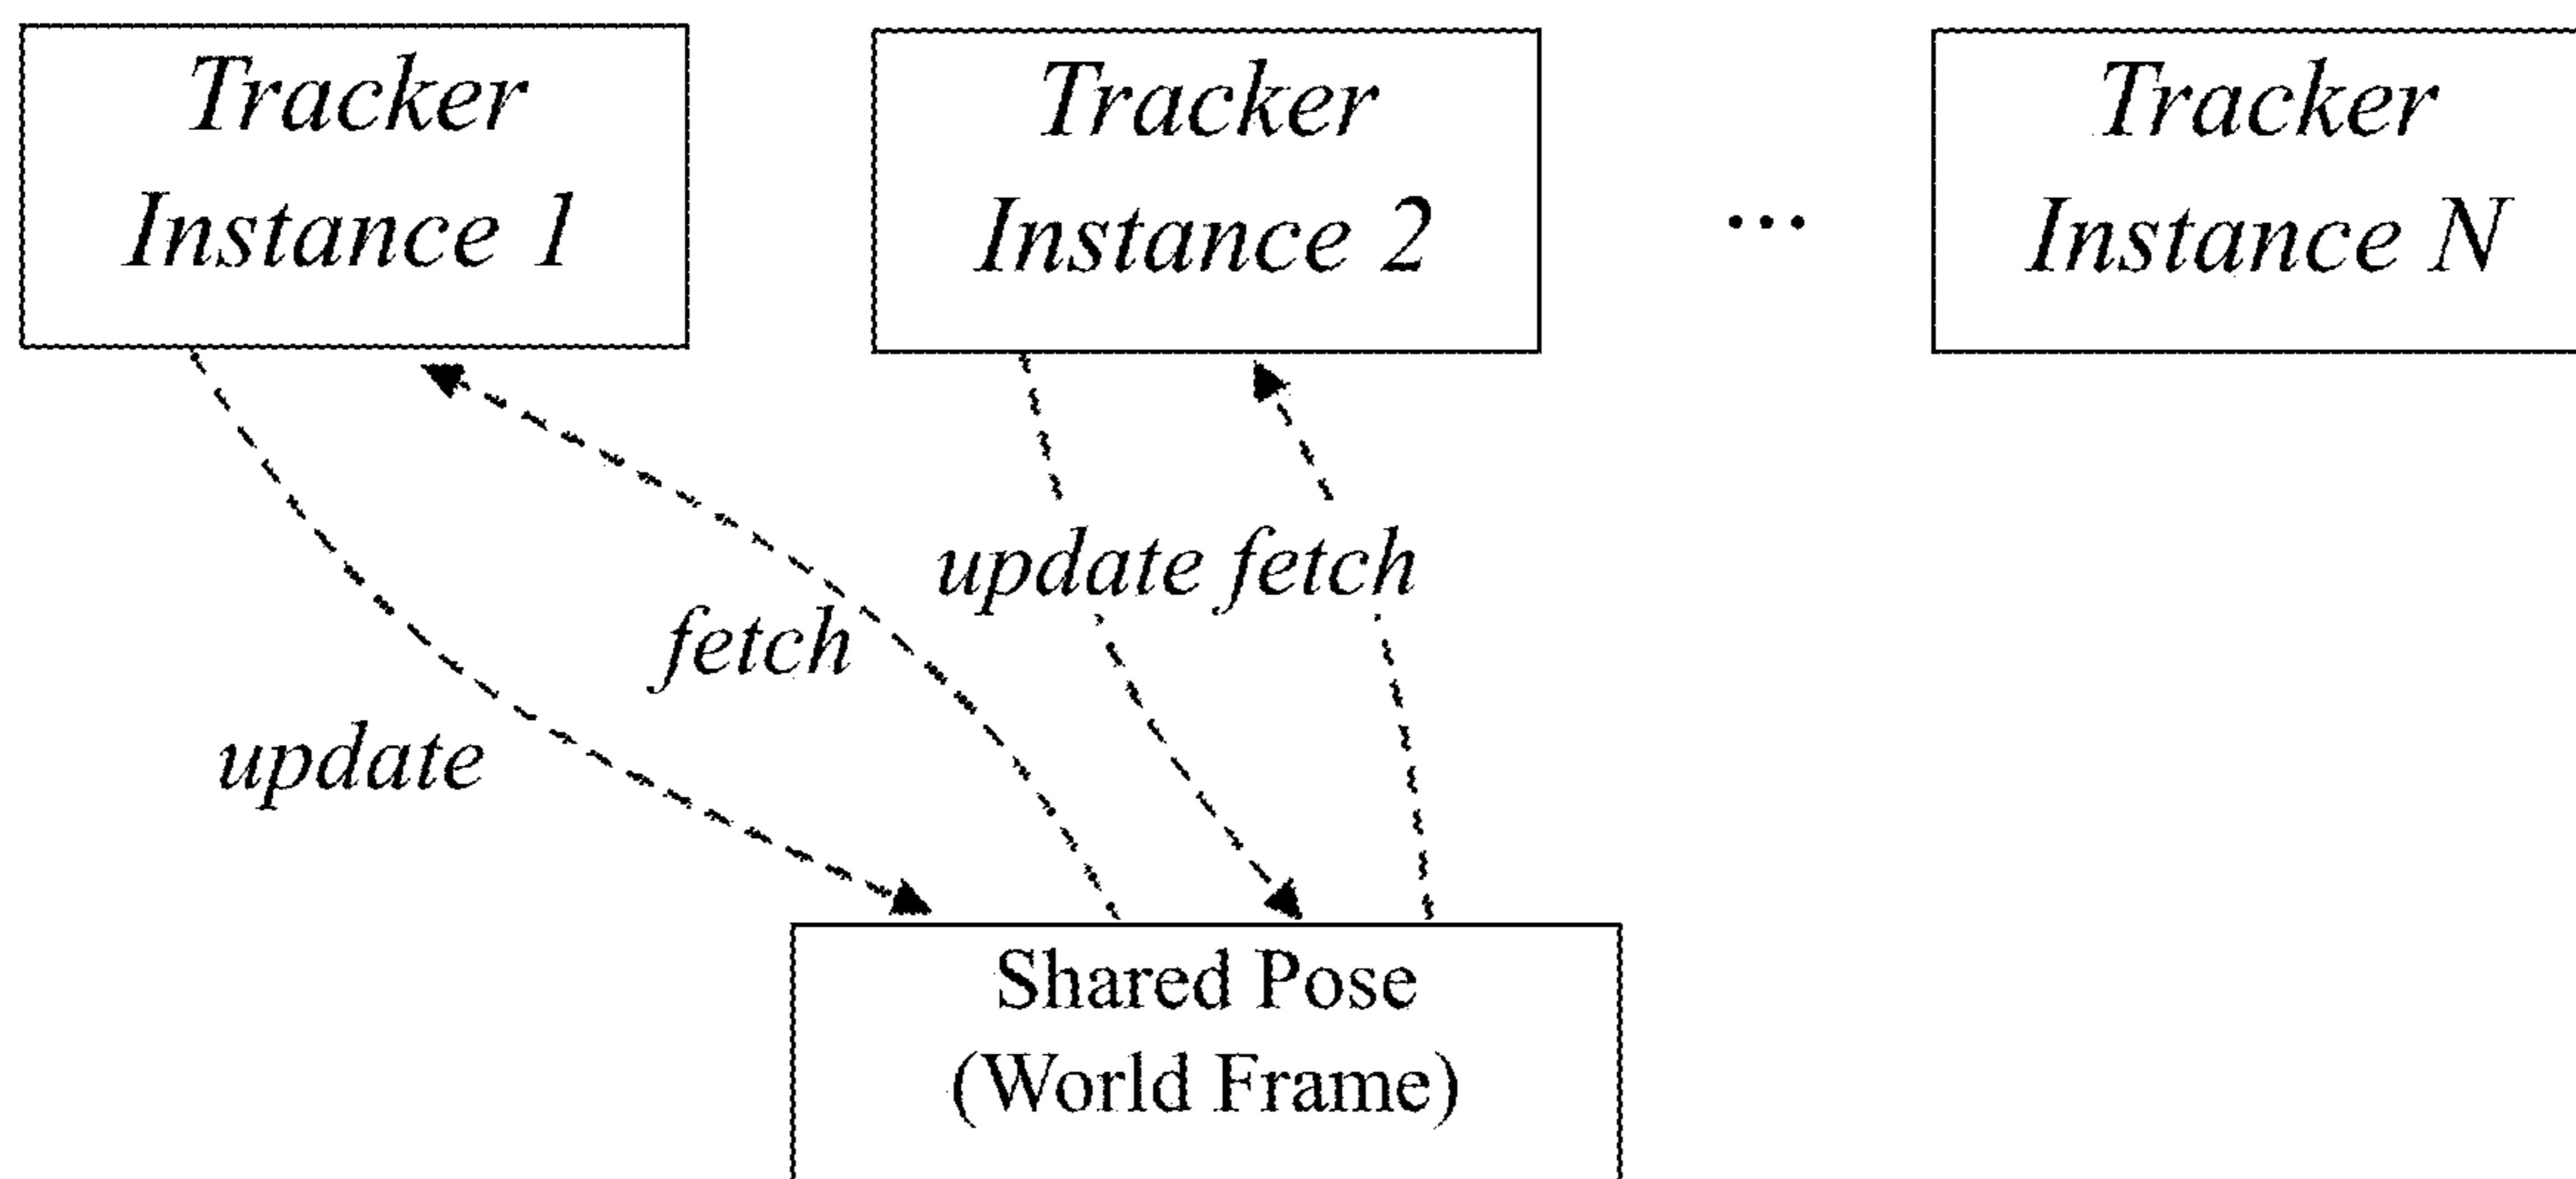 Tracker
Instance 1
Tracker
Instance 2
...
Tracker
Instance N
update fetch
fetch
update
Shared Pose
(World Frame)